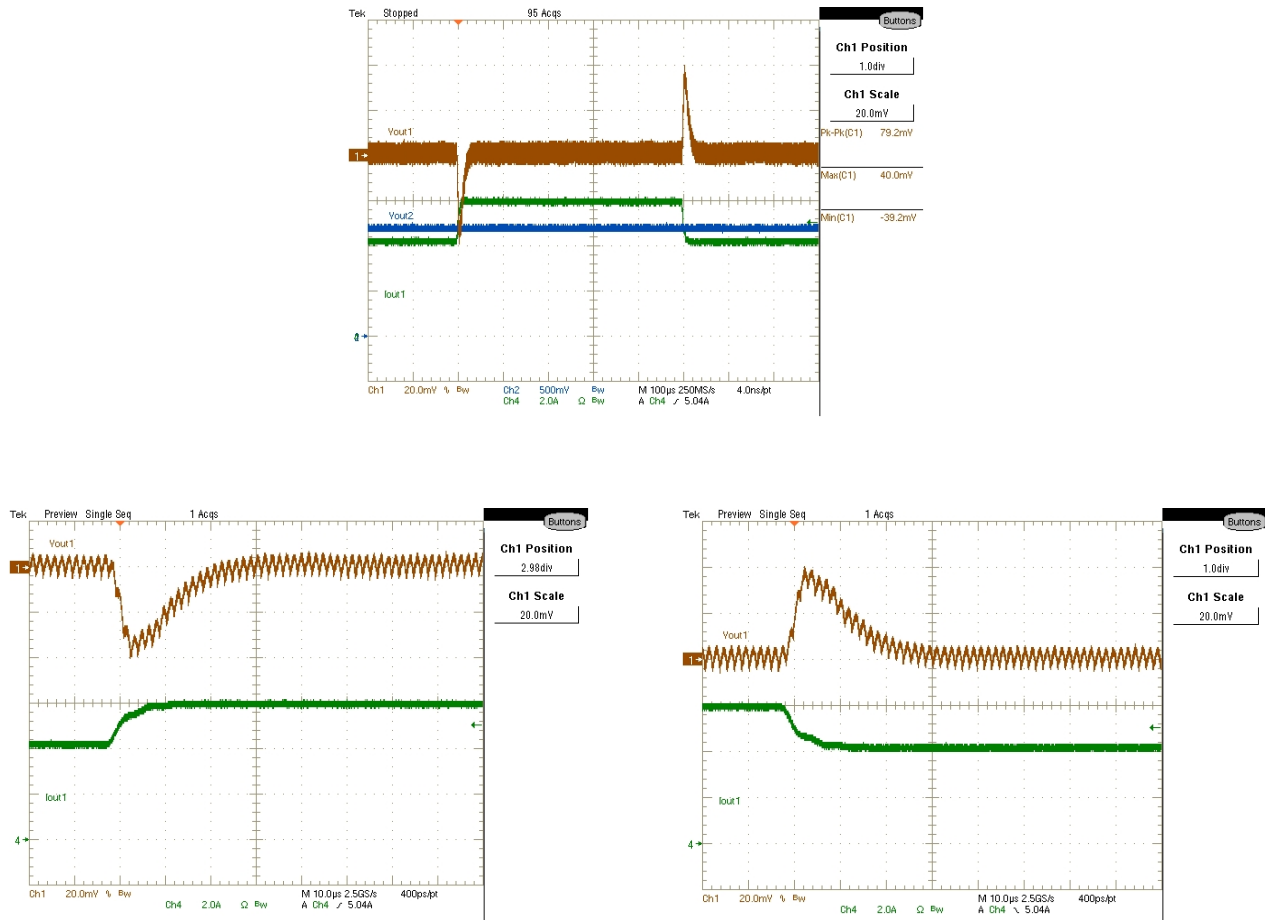 Tek Stopped 95 Acqs
Buttons
Ch1 Position
1.0div
Ch1 Scale
20.0mV
Pk-Pk(C1) 79.2mV
Max(C1) 40.0mV
Min(C1) -39.2mV
Vout1
1
Vout2
Iout1
Ch1 20.0mV % Bw Ch2 500mV Bw M 100µs 250MS/s 4.0ns/pt
Ch4 2.0A Ω Bw A Ch4 / 5.04A
Tek Preview Single Seq 1 Acqs
Buttons
Vout1
Ch1 Position
1
2.98div
Ch1 Scale
20.0mV
Iout1
4
Ch1 20.0mV % Bw M 10.0µs 2.5GS/s 400ps/pt
Ch4 2.0A Ω Bw A Ch4 / 5.04A
Tek Preview Single Seq 1 Acqs
Buttons
Ch1 Position
1.0div
Ch1 Scale
20.0mV
Vout1
1
Iout1
4
Ch1 20.0mV % Bw M 10.0µs 2.5GS/s 400ps/pt
Ch4 2.0A Ω Bw A Ch4 \ 5.04A